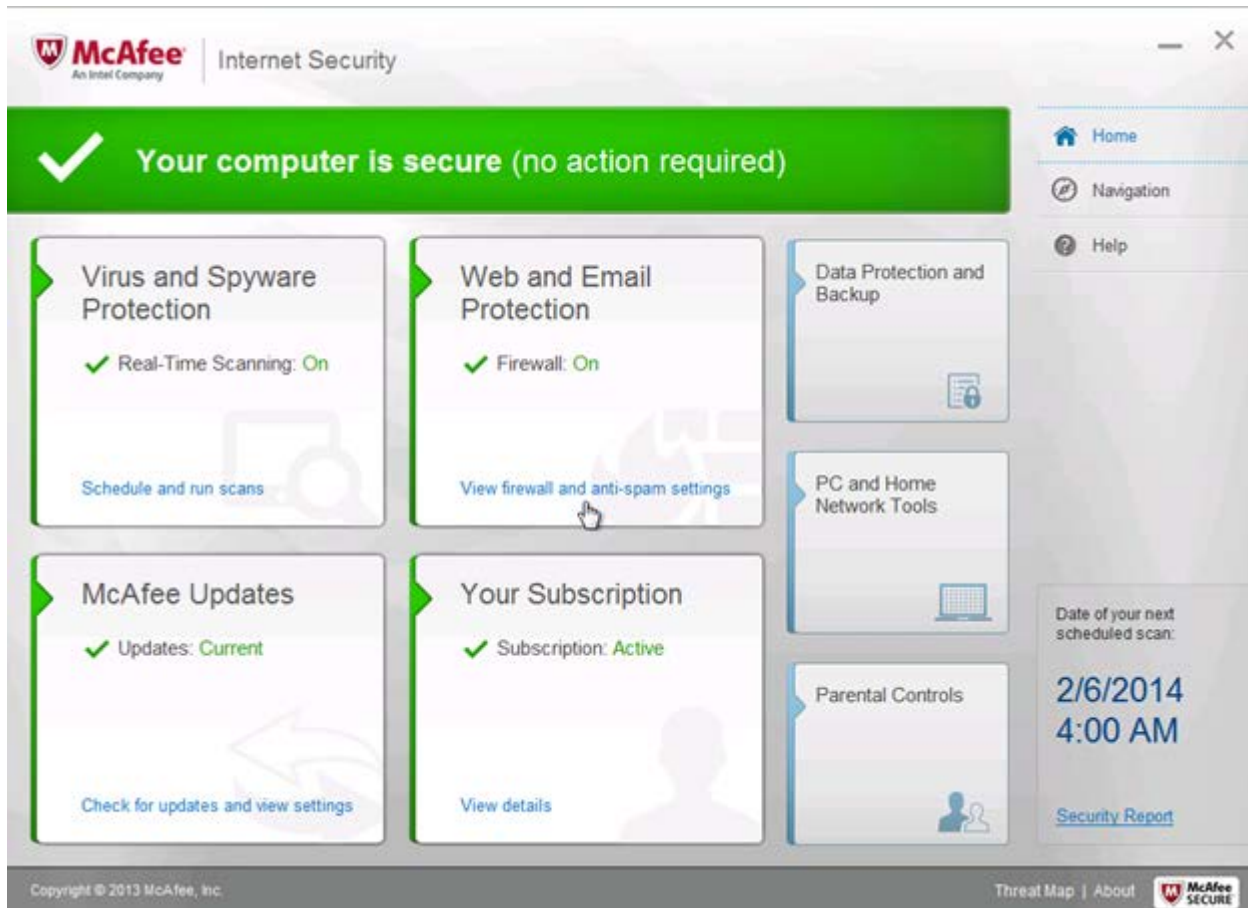 McAfee
An Intel Company
Internet Security
Your computer is secure (no action required)
Home
Navigation
Help
Virus and Spyware
Protection
Real-Time Scanning: On
Schedule and run scans
Web and Email
Protection
Firewall: On
View firewall and anti-spam settings
Data Protection and
Backup
PC and Home
Network Tools
McAfee Updates
Updates: Current
Check for updates and view settings
Your Subscription
Subscription: Active
View details
Parental Controls
Date of your next
scheduled scan:
2/6/2014
4:00 AM
Security Report
Copyright © 2013 McAfee, Inc.
Threat Map | About
McAfee
SECURE